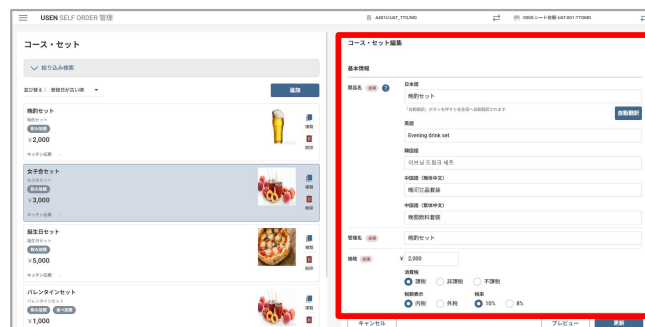 USEN SELF ORDER 管理
コース・セット
絞り込み検索
並び替え： 登録日が古い順
追加
晩酌セット
晩酌セット
飲み放題
¥2,000
キッチン伝票: -
複製
削除
女子会セット
女子会セット
飲み放題
¥3,000
キッチン伝票: -
複製
削除
誕生日セット
誕生日セット
飲み放題
¥5,000
キッチン伝票: -
複製
削除
バレンタインセット
バレンタインセット
飲み放題 食べ放題
¥1,000
複製
削除
コース・セット編集
基本情報
商品名 必須
日本語
晩酌セット
「自動翻訳」ボタンを押すと各言語へ自動翻訳されます
自動翻訳
英語
Evening drink set
韓国語
이브닝 드링크 세트
中国語（簡体中文）
晚间饮品套装
中国語（繁体中文）
晚間飲料套裝
管理名 必須
晩酌セット
価格 必須
¥ 2,000
消費税
課税 非課税 不課税
税額表示 税率
内税 外税 10% 8%
キャンセル プレビュー 更新